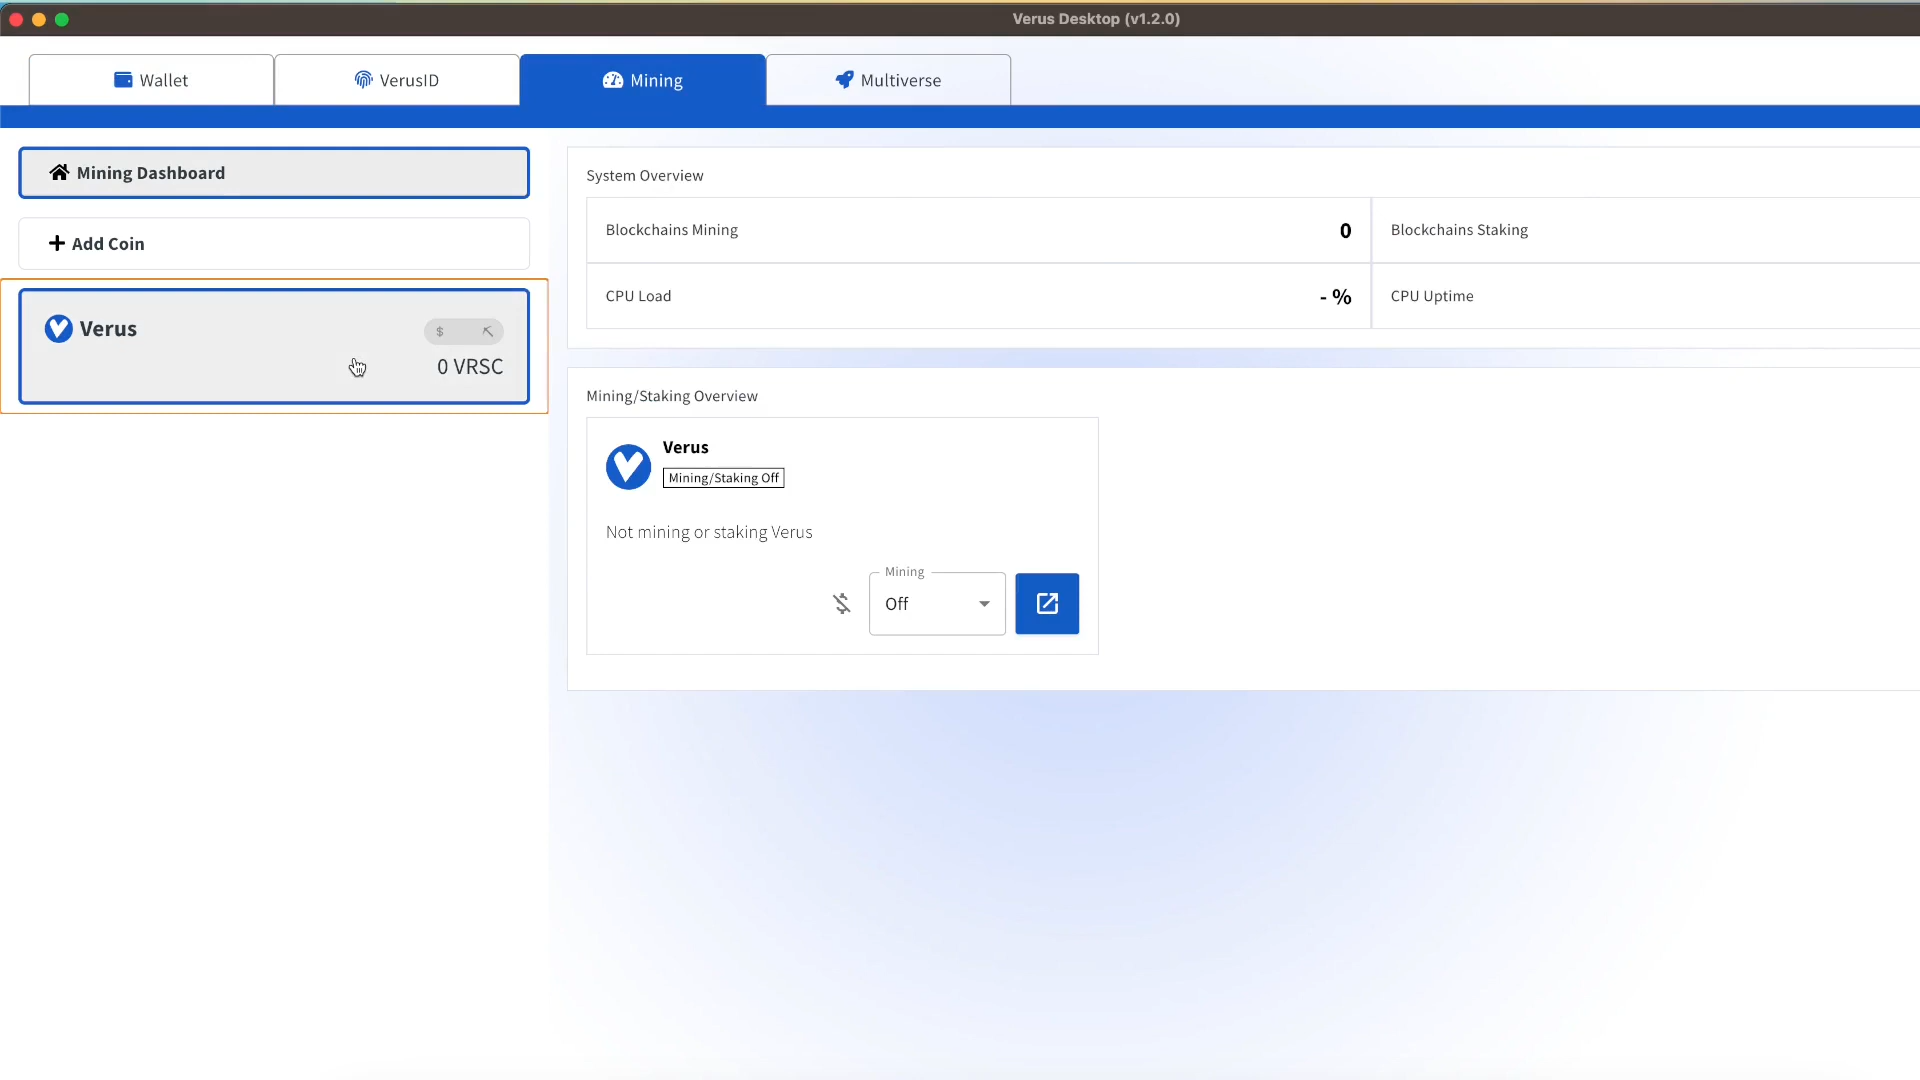 Verus Desktop (v1.2.0)
Wallet
VerusID
Mining
Multiverse
Mining Dashboard
Add Coin
Verus
$
0 VRSC
System Overview
Blockchains Mining
0
Blockchains Staking
CPU Load
- %
CPU Uptime
Mining/Staking Overview
Verus
Mining/Staking Off
Not mining or staking Verus
Mining
Off